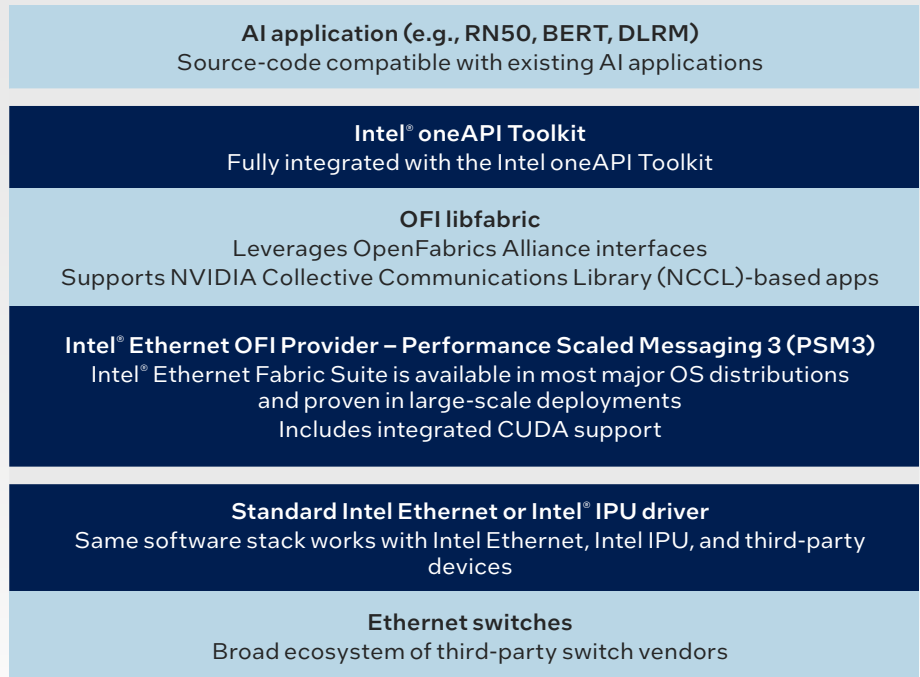 AI application (e.g., RN50, BERT, DLRM)
Source-code compatible with existing AI applications
Intel® oneAPI Toolkit
Fully integrated with the Intel oneAPI Toolkit
OFI libfabric
Leverages OpenFabrics Alliance interfaces
Supports NVIDIA Collective Communications Library (NCCL)-based apps
Intel® Ethernet OFI Provider – Performance Scaled Messaging 3 (PSM3)
Intel® Ethernet Fabric Suite is available in most major OS distributions
and proven in large-scale deployments
Includes integrated CUDA support
Standard Intel Ethernet or Intel® IPU driver
Same software stack works with Intel Ethernet, Intel IPU, and third-party
devices
Ethernet switches
Broad ecosystem of third-party switch vendors